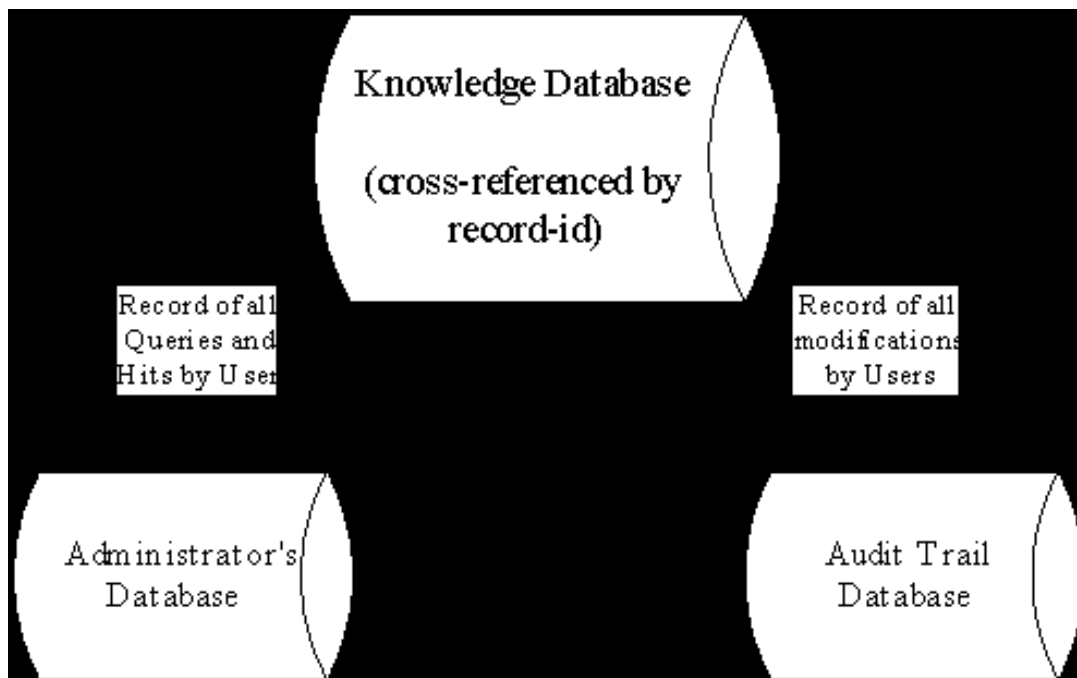 Knowledge Database
(cross-referenced by
record-id)
Record of all
Queries and
Hits by User
Record of all
modifications
by Users
Administrator's
Database
Audit Trail
Database